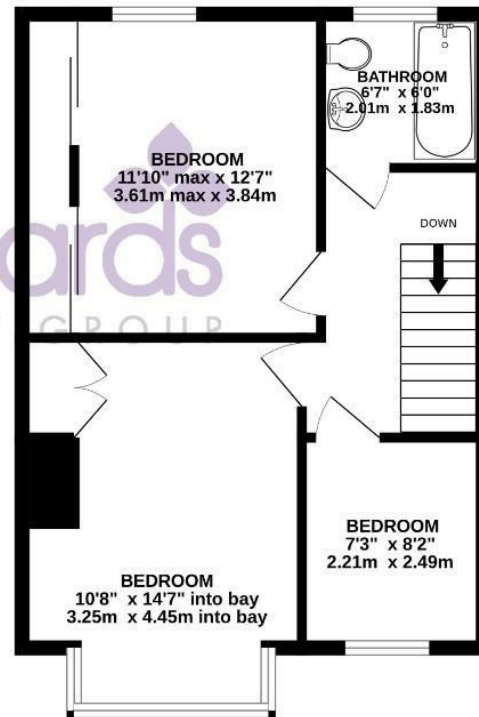 BATHROOM
6'7" x 6'0"
2.01m x 1.83m
BEDROOM
11'10" max x 12'7"
3.61m max x 3.84m
DOWN
ards
GROUP
BEDROOM
7'3" x 8'2"
2.21m x 2.49m
BEDROOM
10'8" x 14'7" into bay
3.25m x 4.45m into bay